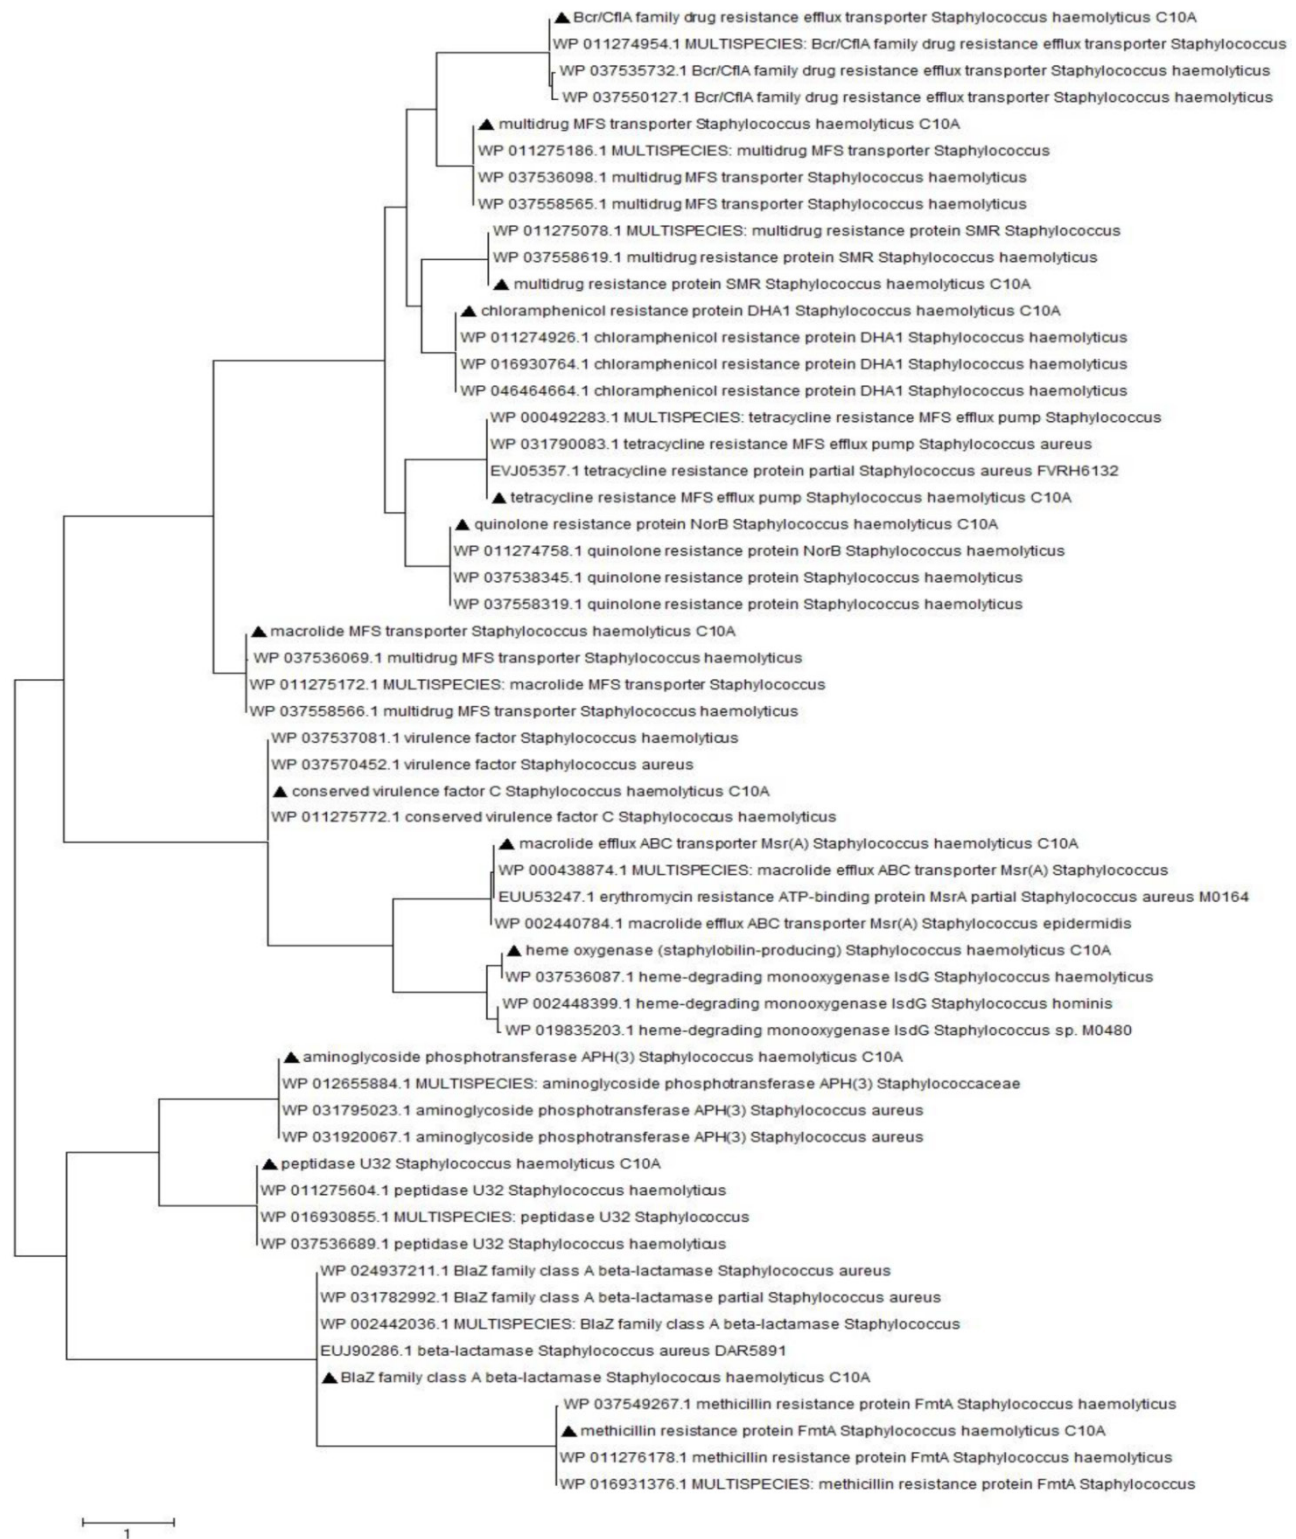 ▲ Bcr/CflA family drug resistance efflux transporter Staphylococcus haemolyticus C10A
WP 011274954.1 MULTISPECIES: Bcr/CflA family drug resistance efflux transporter Staphylococcus
WP 037535732.1 Bcr/CflA family drug resistance efflux transporter Staphylococcus haemolyticus
WP 037550127.1 Bcr/CflA family drug resistance efflux transporter Staphylococcus haemolyticus
▲ multidrug MFS transporter Staphylococcus haemolyticus C10A
WP 011275186.1 MULTISPECIES: multidrug MFS transporter Staphylococcus
WP 037536098.1 multidrug MFS transporter Staphylococcus haemolyticus
WP 037558565.1 multidrug MFS transporter Staphylococcus haemolyticus
WP 011275078.1 MULTISPECIES: multidrug resistance protein SMR Staphylococcus
WP 037558619.1 multidrug resistance protein SMR Staphylococcus haemolyticus
▲ multidrug resistance protein SMR Staphylococcus haemolyticus C10A
▲ chloramphenicol resistance protein DHA1 Staphylococcus haemolyticus C10A
WP 011274926.1 chloramphenicol resistance protein DHA1 Staphylococcus haemolyticus
WP 016930764.1 chloramphenicol resistance protein DHA1 Staphylococcus haemolyticus
WP 046464664.1 chloramphenicol resistance protein DHA1 Staphylococcus haemolyticus
WP 000492283.1 MULTISPECIES: tetracycline resistance MFS efflux pump Staphylococcus
WP 031790083.1 tetracycline resistance MFS efflux pump Staphylococcus aureus
EVJ05357.1 tetracycline resistance protein partial Staphylococcus aureus FVRH6132
▲ tetracycline resistance MFS efflux pump Staphylococcus haemolyticus C10A
▲ quinolone resistance protein NorB Staphylococcus haemolyticus C10A
WP 011274758.1 quinolone resistance protein NorB Staphylococcus haemolyticus
WP 037538345.1 quinolone resistance protein Staphylococcus haemolyticus
WP 037558319.1 quinolone resistance protein Staphylococcus haemolyticus
▲ macrolide MFS transporter Staphylococcus haemolyticus C10A
WP 037536069.1 multidrug MFS transporter Staphylococcus haemolyticus
WP 011275172.1 MULTISPECIES: macrolide MFS transporter Staphylococcus
WP 037558566.1 multidrug MFS transporter Staphylococcus haemolyticus
WP 037537081.1 virulence factor Staphylococcus haemolyticus
WP 037570452.1 virulence factor Staphylococcus aureus
▲ conserved virulence factor C Staphylococcus haemolyticus C10A
WP 011275772.1 conserved virulence factor C Staphylococcus haemolyticus
▲ macrolide efflux ABC transporter Msr(A) Staphylococcus haemolyticus C10A
WP 000438874.1 MULTISPECIES: macrolide efflux ABC transporter Msr(A) Staphylococcus
EUU53247.1 erythromycin resistance ATP-binding protein MsrA partial Staphylococcus aureus M0164
WP 002440784.1 macrolide efflux ABC transporter Msr(A) Staphylococcus epidermidis
▲ heme oxygenase (staphylobilin-producing) Staphylococcus haemolyticus C10A
WP 037536087.1 heme-degrading monooxygenase IsdG Staphylococcus haemolyticus
WP 002448399.1 heme-degrading monooxygenase IsdG Staphylococcus hominis
WP 019835203.1 heme-degrading monooxygenase IsdG Staphylococcus sp. M0480
▲ aminoglycoside phosphotransferase APH(3) Staphylococcus haemolyticus C10A
WP 012655884.1 MULTISPECIES: aminoglycoside phosphotransferase APH(3) Staphylococcaceae
WP 031795023.1 aminoglycoside phosphotransferase APH(3) Staphylococcus aureus
WP 031920067.1 aminoglycoside phosphotransferase APH(3) Staphylococcus aureus
▲ peptidase U32 Staphylococcus haemolyticus C10A
WP 011275604.1 peptidase U32 Staphylococcus haemolyticus
WP 016930855.1 MULTISPECIES: peptidase U32 Staphylococcus
WP 037536689.1 peptidase U32 Staphylococcus haemolyticus
WP 024937211.1 BlaZ family class A beta-lactamase Staphylococcus aureus
WP 031782992.1 BlaZ family class A beta-lactamase partial Staphylococcus aureus
WP 002442036.1 MULTISPECIES: BlaZ family class A beta-lactamase Staphylococcus
EUJ90286.1 beta-lactamase Staphylococcus aureus DAR5891
▲ BlaZ family class A beta-lactamase Staphylococcus haemolyticus C10A
WP 037549267.1 methicillin resistance protein FmtA Staphylococcus haemolyticus
▲ methicillin resistance protein FmtA Staphylococcus haemolyticus C10A
WP 011276178.1 methicillin resistance protein FmtA Staphylococcus haemolyticus
WP 016931376.1 MULTISPECIES: methicillin resistance protein FmtA Staphylococcus
1